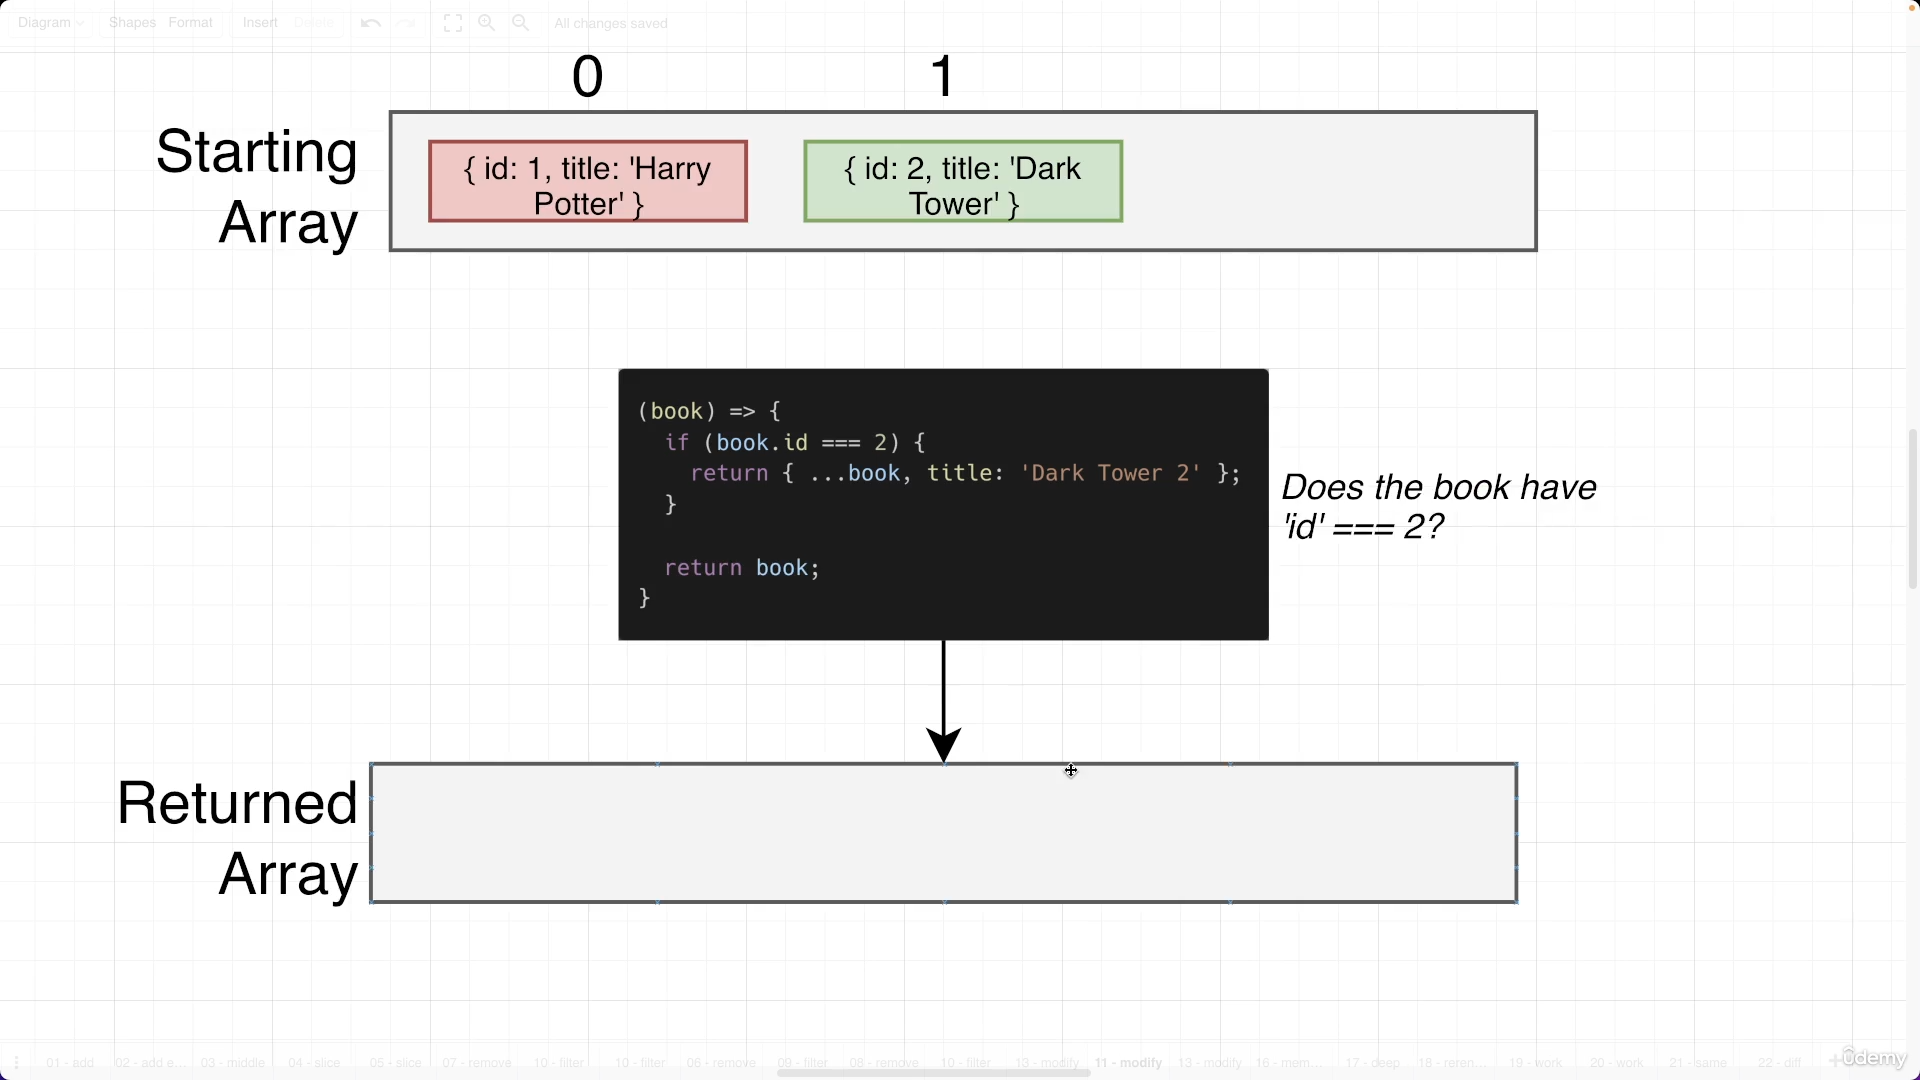 Diagram Shapes Format Insert Delete All changes saved
0 1
Starting
Array
{ id: 1, title: 'Harry
Potter' }
{ id: 2, title: 'Dark
Tower' }
(book) => {
if (book.id === 2) {
return { ...book, title: 'Dark Tower 2' };
}
return book;
}
Does the book have
'id' === 2?
Returned
Array
01 - add 02 - add e... 03 - middle 04 - slice 05 - slice 07 - remove 10 - filter 10 - filter 06 - remove 09 - filter 08 - remove 10 - filter 13 - modify 11 - modify 13 - modify 16 - mem... 17 - deep 18 - reren... 19 - work 20 - work 21 - same 22 - diff
ûdemy